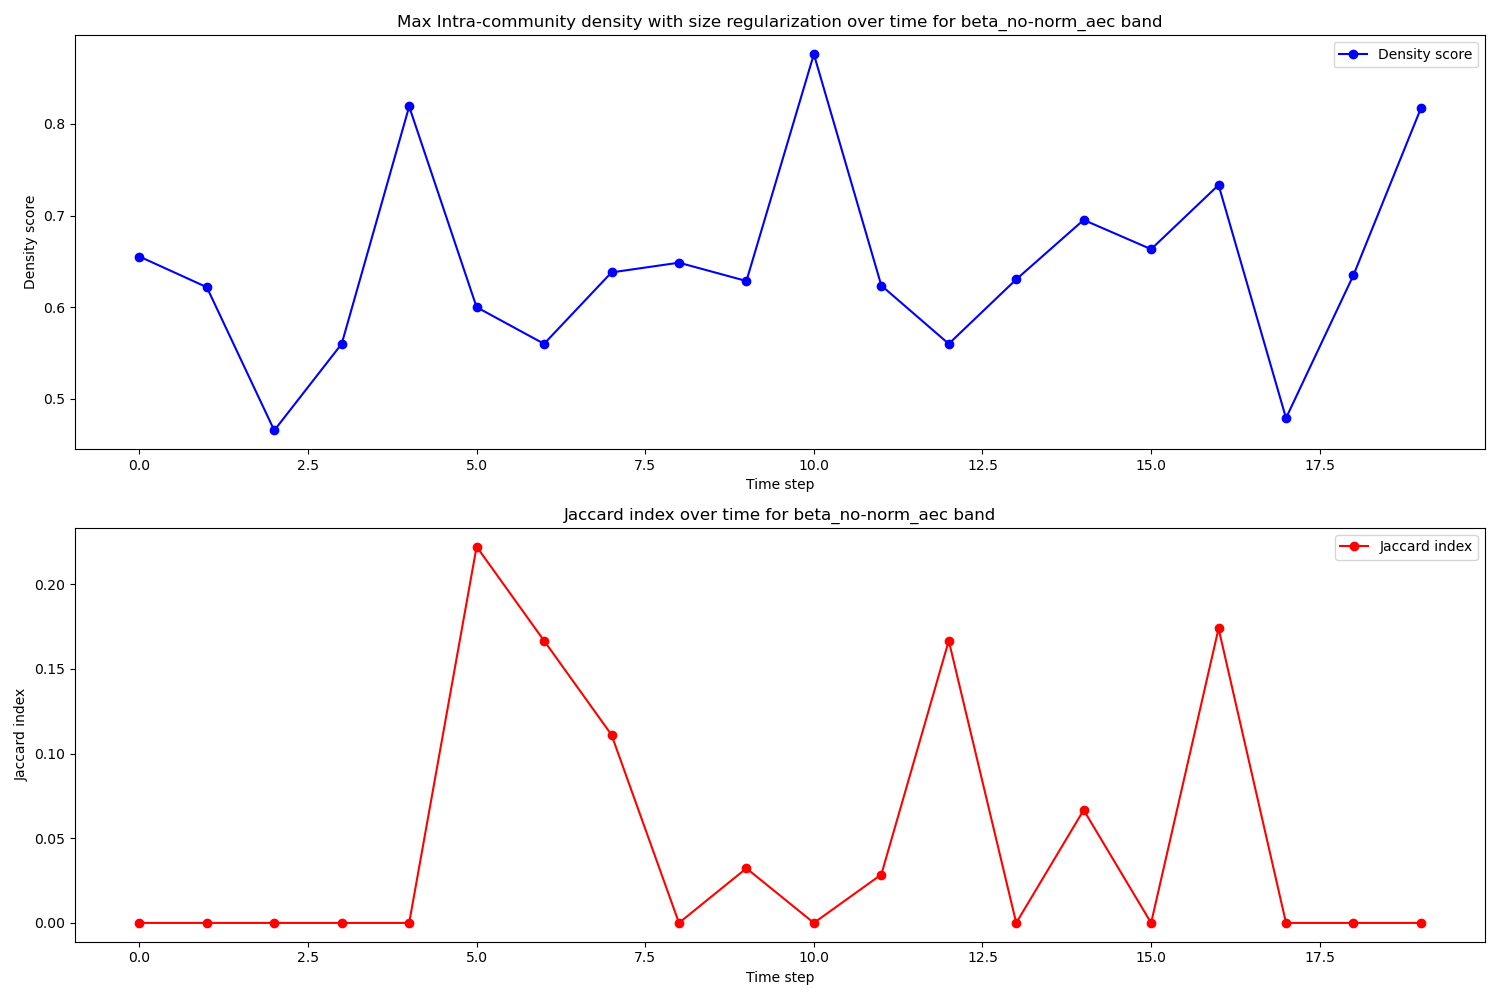 Max Intra-community density with size regularization over time for beta_no-norm_aec band
Density score
Density score
0.8
0.7
0.6
0.5
0.0 2.5 5.0 7.5 10.0 12.5 15.0 17.5
Time step
Jaccard index over time for beta_no-norm_aec band
Jaccard index
Jaccard index
0.20
0.15
0.10
0.05
0.00
0.0 2.5 5.0 7.5 10.0 12.5 15.0 17.5
Time step